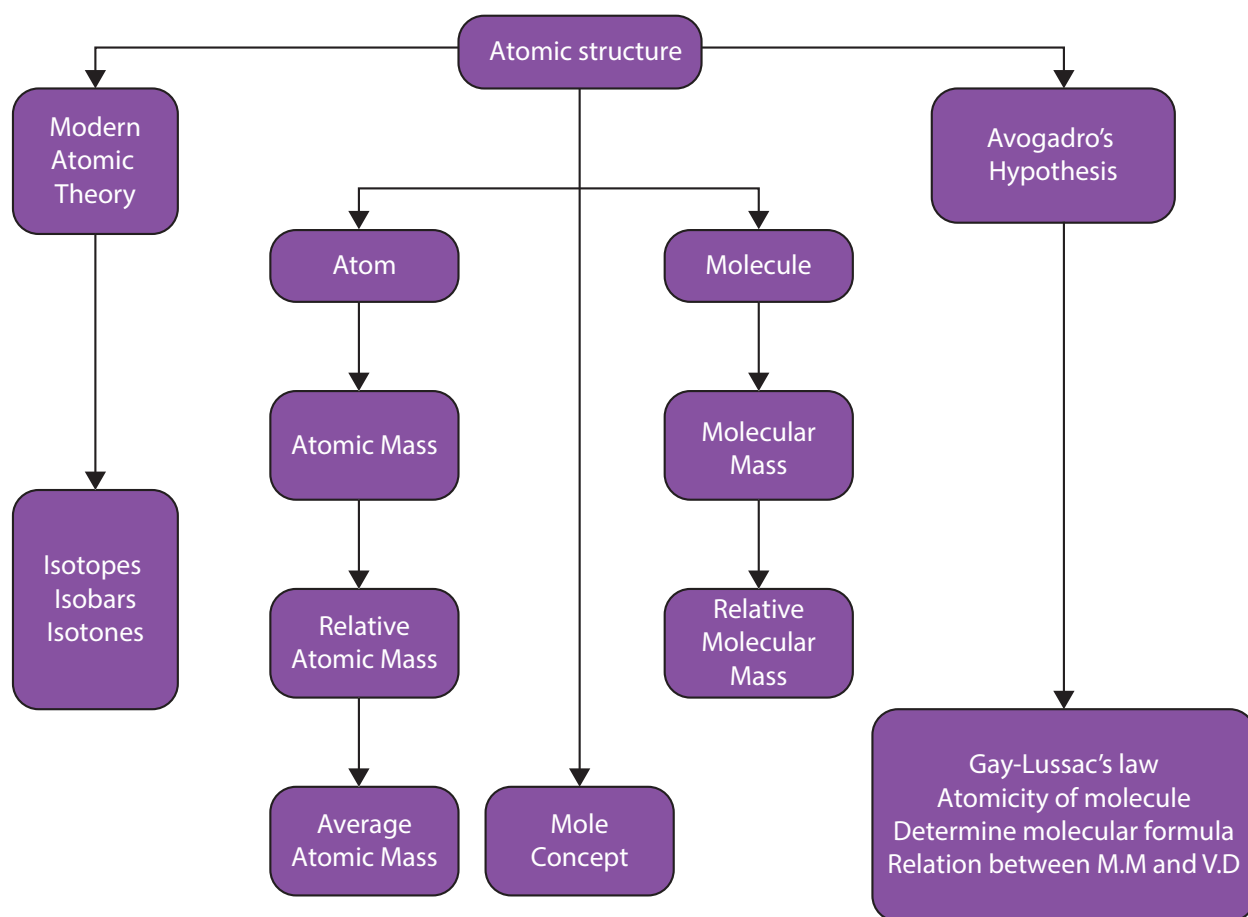 Atomic structure
Modern
Atomic
Theory
Avogadro’s
Hypothesis
Atom
Molecule
Atomic Mass
Molecular
Mass
Isotopes
Isobars
Isotones
Relative
Atomic Mass
Relative
Molecular
Mass
Average
Atomic Mass
Mole
Concept
Gay-Lussac’s law
Atomicity of molecule
Determine molecular formula
Relation between M.M and V.D